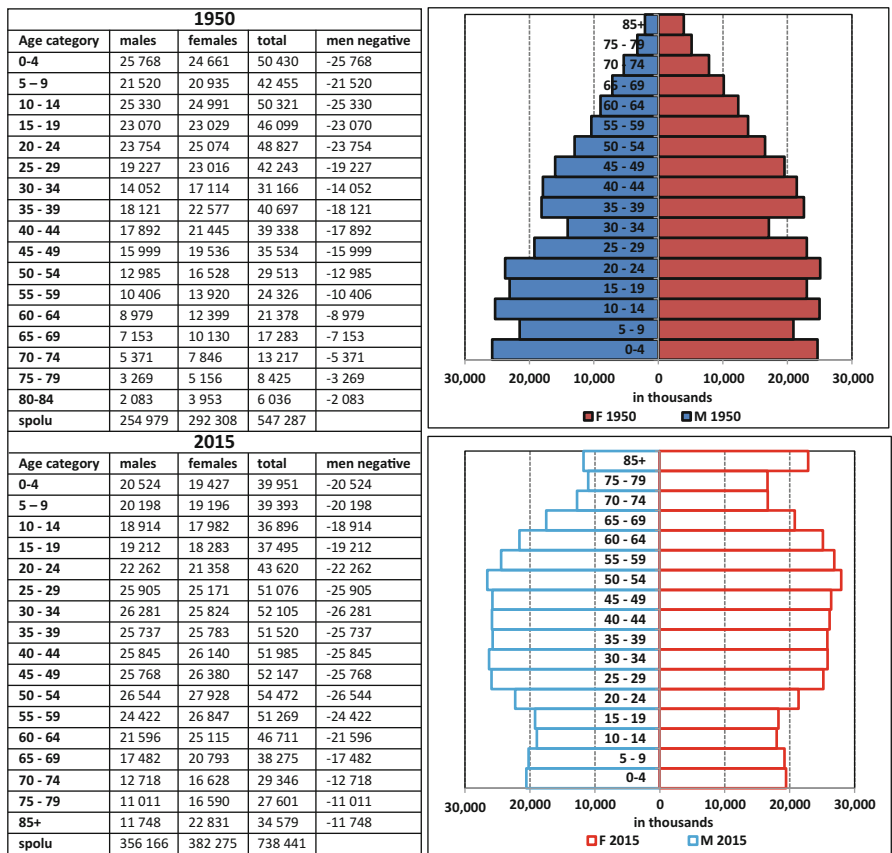 1950
Age category males females total men negative
0-4 25 768 24 661 50 430 -25 768
5 – 9 21 520 20 935 42 455 -21 520
10 - 14 25 330 24 991 50 321 -25 330
15 - 19 23 070 23 029 46 099 -23 070
20 - 24 23 754 25 074 48 827 -23 754
25 - 29 19 227 23 016 42 243 -19 227
30 - 34 14 052 17 114 31 166 -14 052
35 - 39 18 121 22 577 40 697 -18 121
40 - 44 17 892 21 445 39 338 -17 892
45 - 49 15 999 19 536 35 534 -15 999
50 - 54 12 985 16 528 29 513 -12 985
55 - 59 10 406 13 920 24 326 -10 406
60 - 64 8 979 12 399 21 378 -8 979
65 - 69 7 153 10 130 17 283 -7 153
70 - 74 5 371 7 846 13 217 -5 371
75 - 79 3 269 5 156 8 425 -3 269
80-84 2 083 3 953 6 036 -2 083
spolu 254 979 292 308 547 287
2015
Age category males females total men negative
0-4 20 524 19 427 39 951 -20 524
5 – 9 20 198 19 196 39 393 -20 198
10 - 14 18 914 17 982 36 896 -18 914
15 - 19 19 212 18 283 37 495 -19 212
20 - 24 22 262 21 358 43 620 -22 262
25 - 29 25 905 25 171 51 076 -25 905
30 - 34 26 281 25 824 52 105 -26 281
35 - 39 25 737 25 783 51 520 -25 737
40 - 44 25 845 26 140 51 985 -25 845
45 - 49 25 768 26 380 52 147 -25 768
50 - 54 26 544 27 928 54 472 -26 544
55 - 59 24 422 26 847 51 269 -24 422
60 - 64 21 596 25 115 46 711 -21 596
65 - 69 17 482 20 793 38 275 -17 482
70 - 74 12 718 16 628 29 346 -12 718
75 - 79 11 011 16 590 27 601 -11 011
85+ 11 748 22 831 34 579 -11 748
spolu 356 166 382 275 738 441
85+
75 - 79
70 - 74
65 - 69
60 - 64
55 - 59
50 - 54
45 - 49
40 - 44
35 - 39
30 - 34
25 - 29
20 - 24
15 - 19
10 - 14
5 - 9
0-4
30,000 20,000 10,000 0 10,000 20,000 30,000
in thousands
F 1950 M 1950
85+
75 - 79
70 - 74
65 - 69
60 - 64
55 - 59
50 - 54
45 - 49
40 - 44
35 - 39
30 - 34
25 - 29
20 - 24
15 - 19
10 - 14
5 - 9
0-4
30,000 20,000 10,000 0 10,000 20,000 30,000
in thousands
F 2015 M 2015